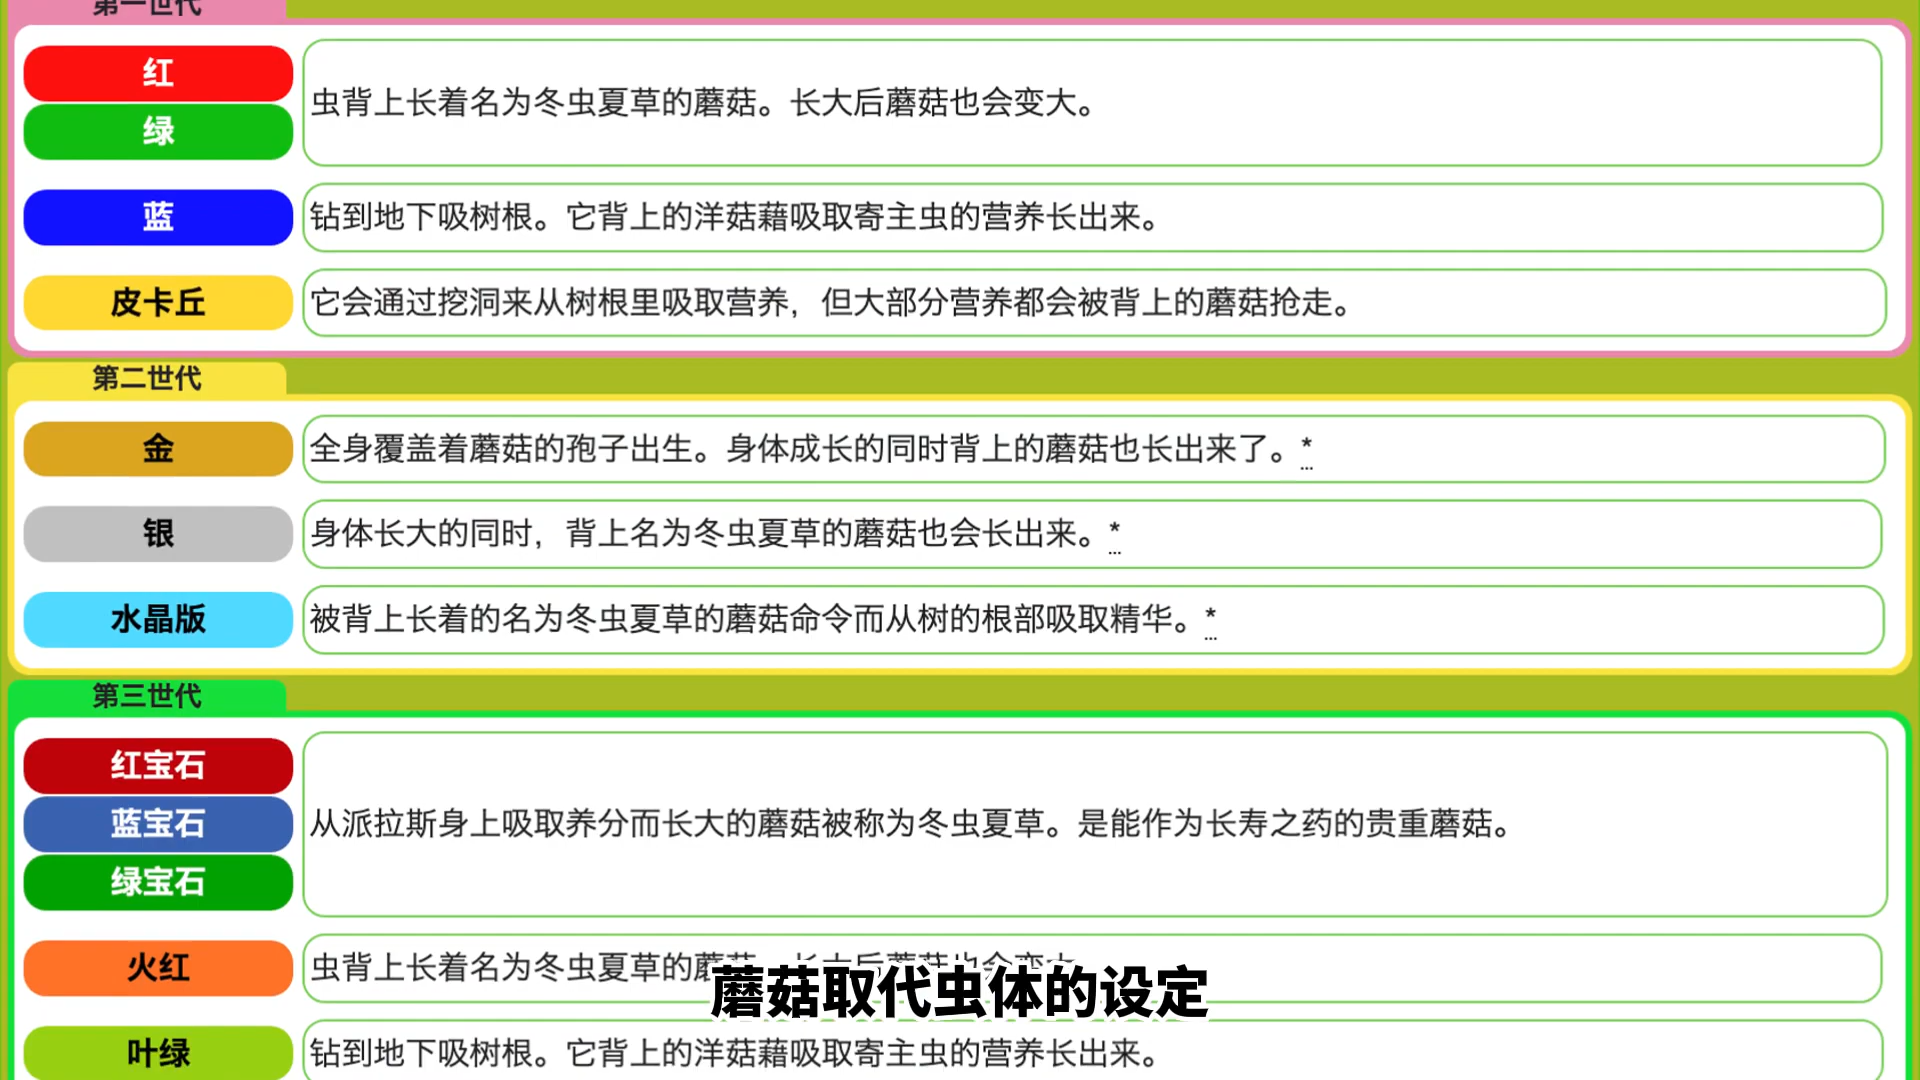 第一世代
红
绿
虫背上长着名为冬虫夏草的蘑菇。长大后蘑菇也会变大。
蓝
钻到地下吸树根。它背上的洋菇藉吸取寄主虫的营养长出来。
皮卡丘
它会通过挖洞来从树根里吸取营养，但大部分营养都会被背上的蘑菇抢走。
第二世代
金
全身覆盖着蘑菇的孢子出生。身体成长的同时背上的蘑菇也长出来了。*
银
身体长大的同时，背上名为冬虫夏草的蘑菇也会长出来。*
水晶版
被背上长着的名为冬虫夏草的蘑菇命令而从树的根部吸取精华。*
第三世代
红宝石
蓝宝石
绿宝石
从派拉斯身上吸取养分而长大的蘑菇被称为冬虫夏草。是能作为长寿之药的贵重蘑菇。
火红
虫背上长着名为冬虫夏草的蘑菇。长大后蘑菇也会变大。
蘑菇取代虫体的设定
叶绿
钻到地下吸树根。它背上的洋菇藉吸取寄主虫的营养长出来。